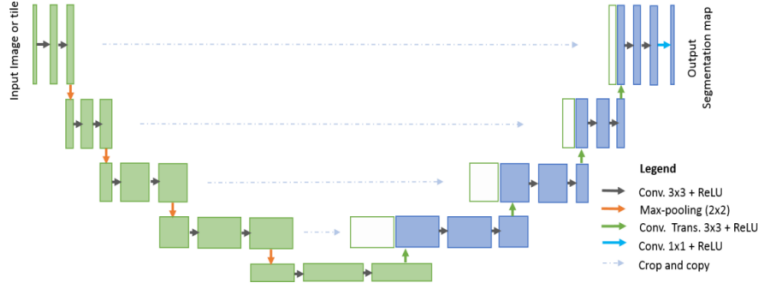 Input Image or tile
Output
Segmentation map
Legend
Conv. 3x3 + ReLU
Max-pooling (2x2)
Conv. Trans. 3x3 + ReLU
Conv. 1x1 + ReLU
Crop and copy